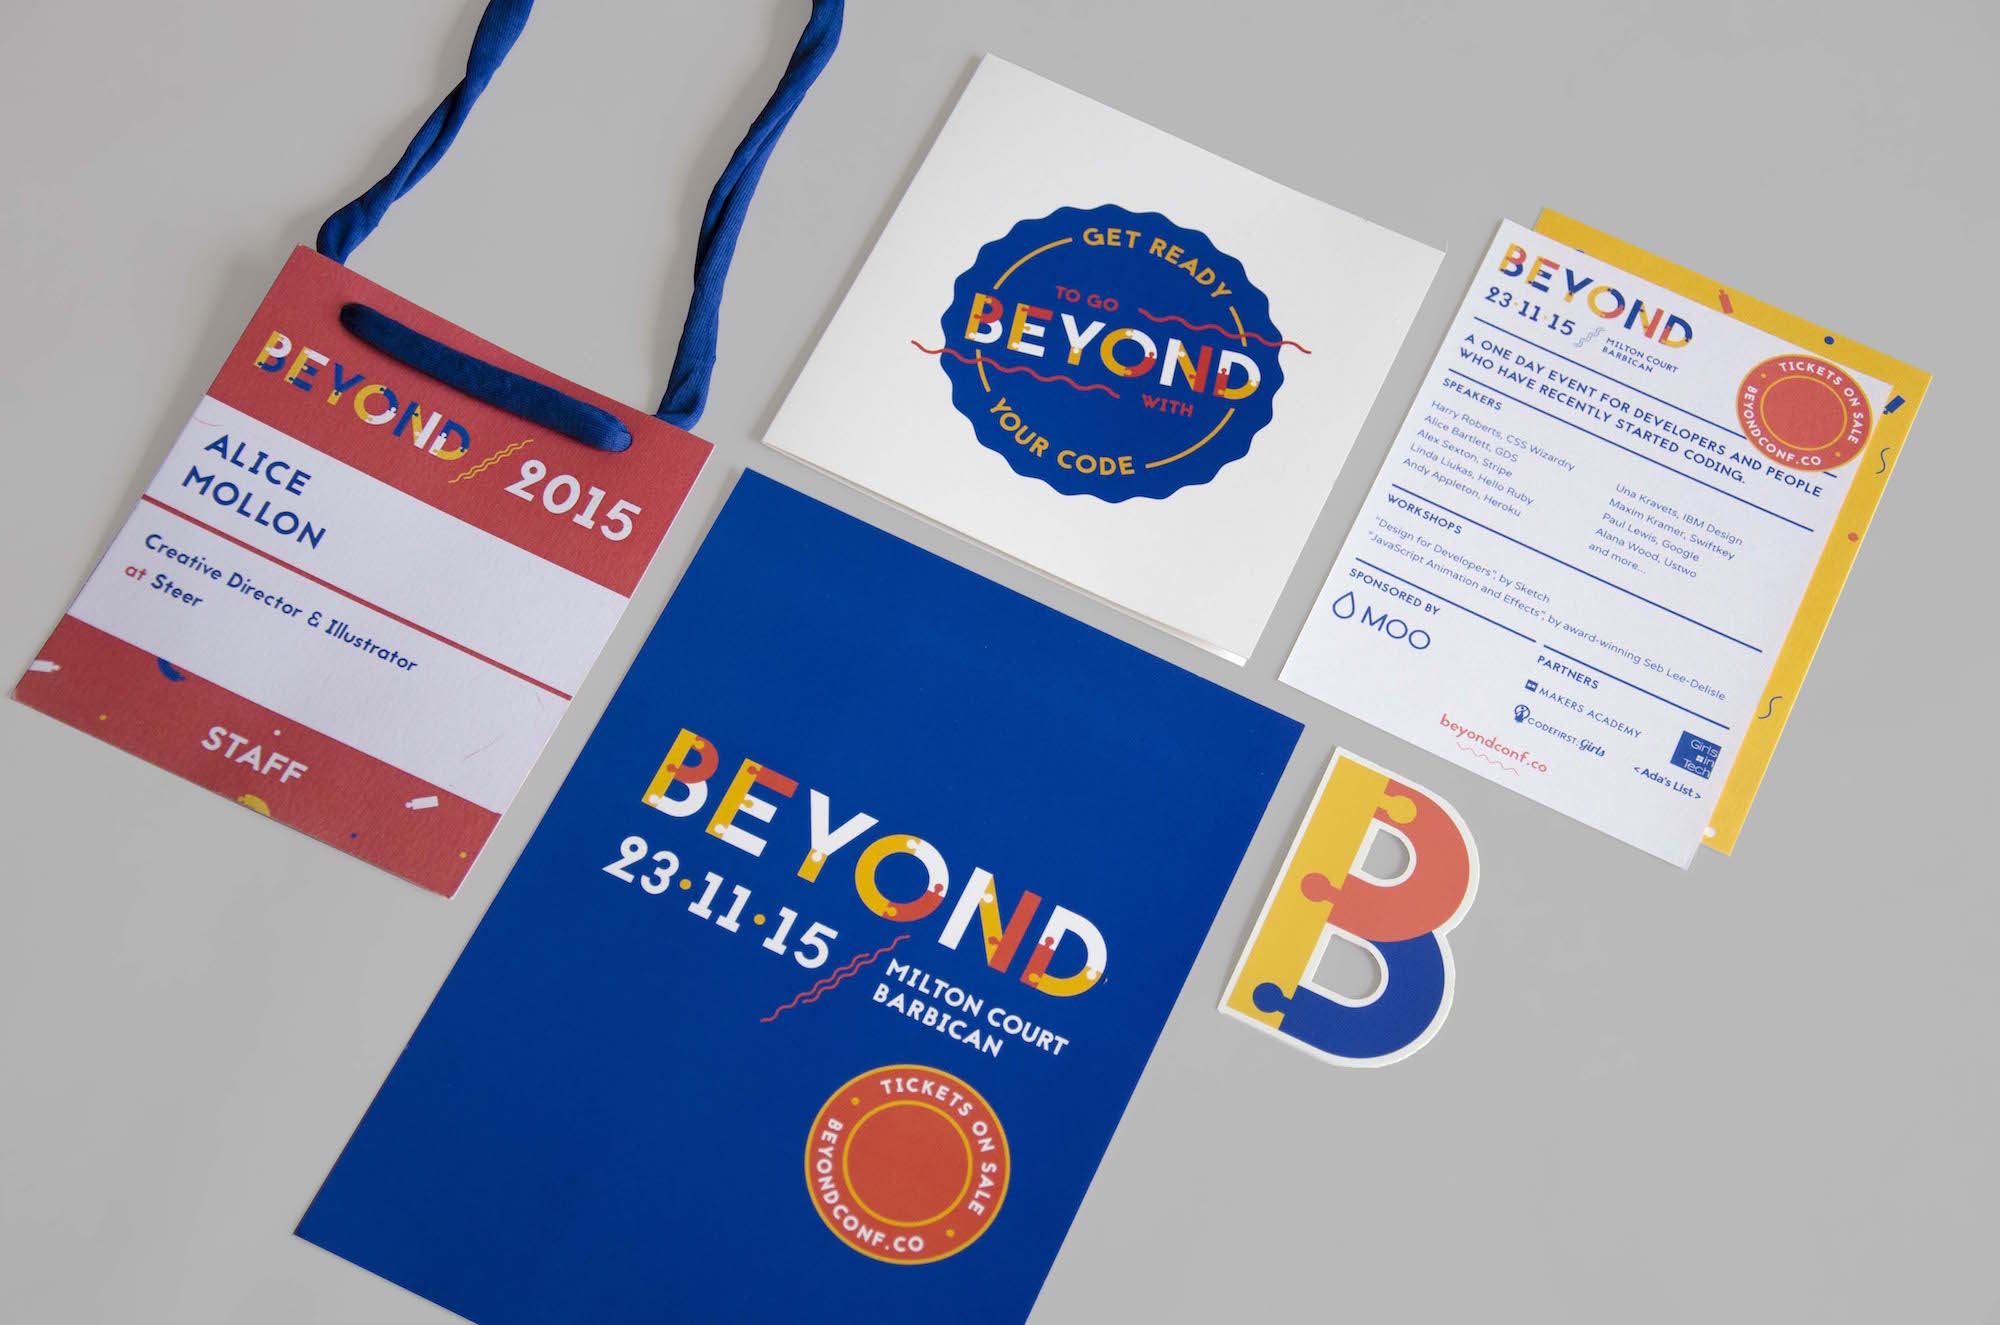 BEYOND
2015
ALICE
MOLLON
Creative Director & Illustrator
at Steer
STAFF
GET READY
TO GO
BEYOND
WITH
YOUR CODE
BEYOND
23·11·15
MILTON COURT
BARBICAN
TICKETS ON SALE
BEYONDCONF.CO
A ONE DAY EVENT FOR DEVELOPERS AND PEOPLE
WHO HAVE RECENTLY STARTED CODING.
SPEAKERS
Harry Roberts, CSS Wizardry
Alice Bartlett, GDS
Alex Sexton, Stripe
Linda Liukas, Hello Ruby
Andy Appleton, Heroku
Una Kravets, IBM Design
Maxim Kramer, Swiftkey
Paul Lewis, Google
Alana Wood, Ustwo
and more...
WORKSHOPS
"Design for Developers", by Sketch
"JavaScript Animation and Effects", by award-winning Seb Lee-Delisle
SPONSORED BY
MOO
PARTNERS
MAKERS ACADEMY
CODEFIRST:Girls
Girls
in
Tech
<Ada's List>
beyondconf.co
BEYOND
23·11·15
MILTON COURT
BARBICAN
TICKETS ON SALE
BEYONDCONF.CO
B